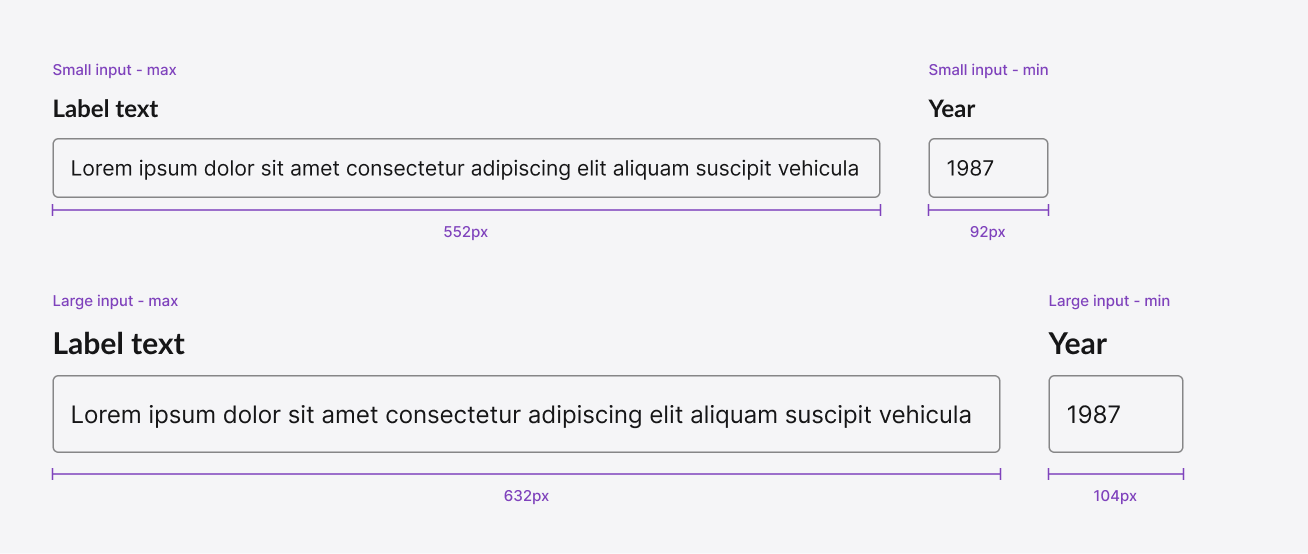 Small input - max
Label text
Lorem ipsum dolor sit amet consectetur adipiscing elit aliquam suscipit vehicula
552px
Small input - min
Year
1987
92px
Large input - max
Label text
Lorem ipsum dolor sit amet consectetur adipiscing elit aliquam suscipit vehicula
632px
Large input - min
Year
1987
104px